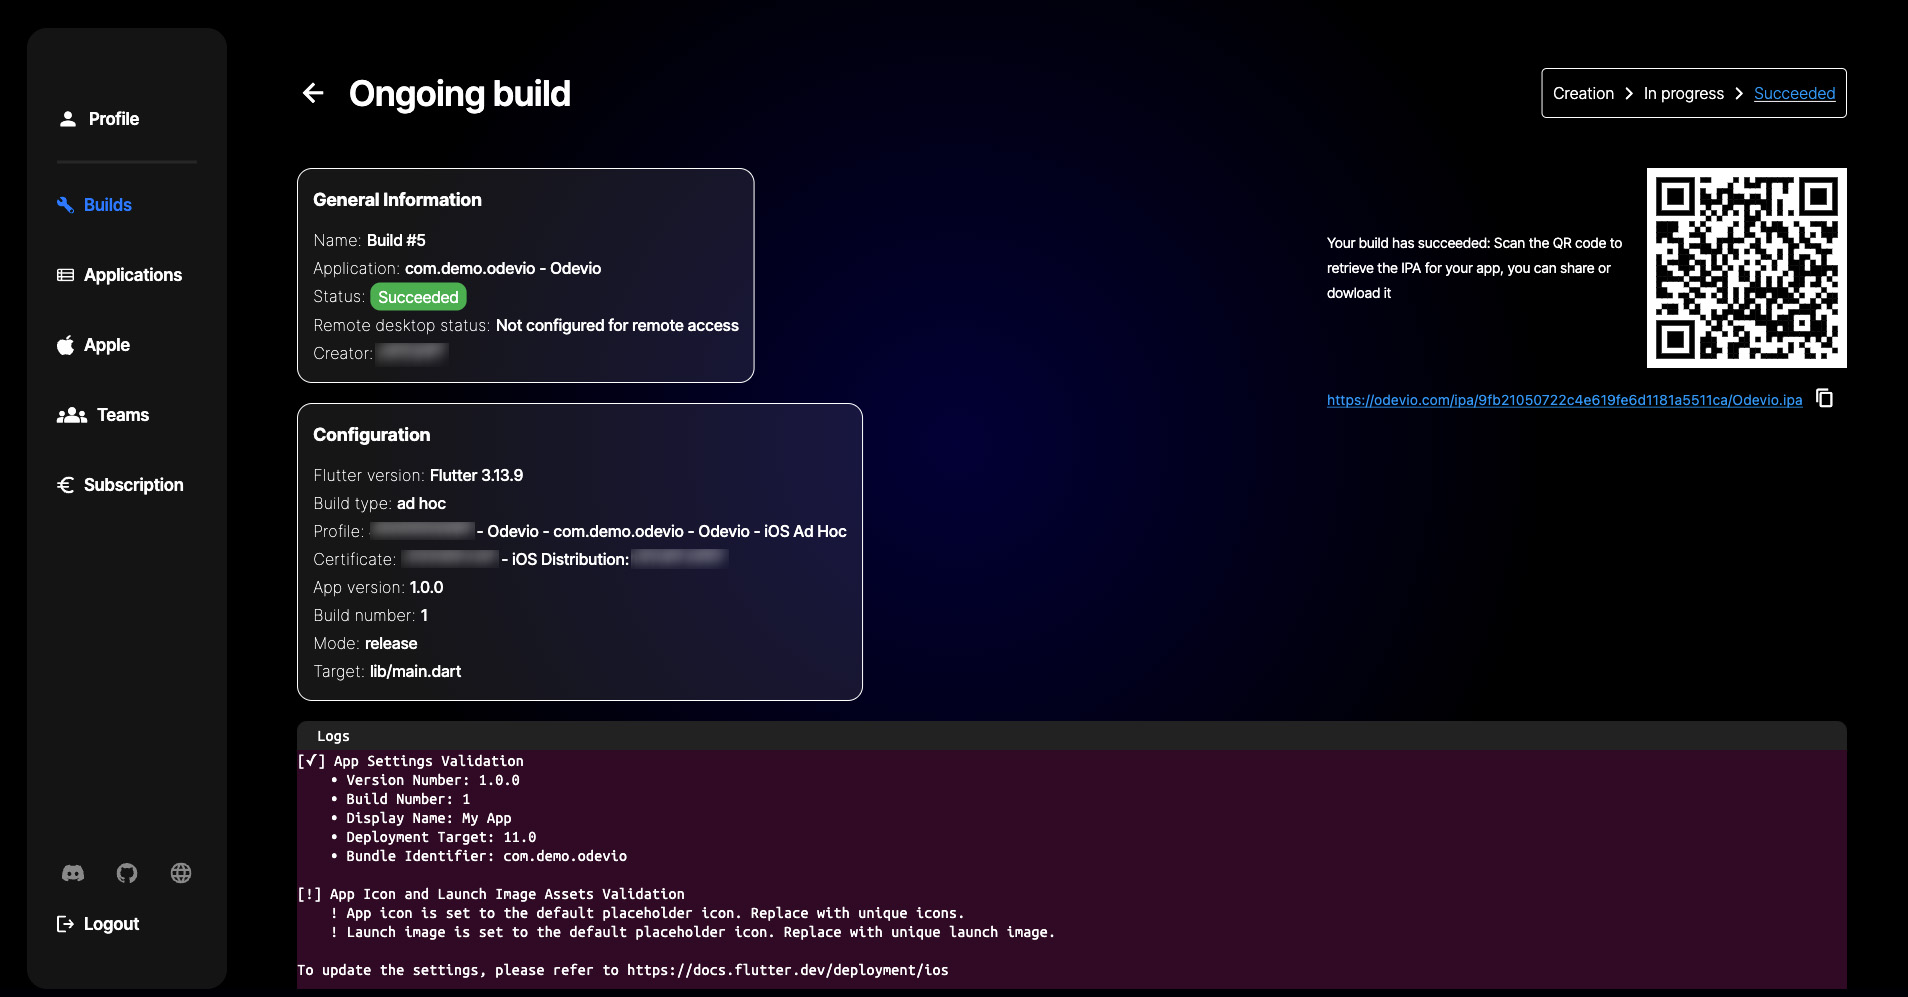 Profile
Builds
Applications
Apple
Teams
Subscription
Logout
Ongoing build
Creation > In progress > Succeeded
General Information
Name: Build #5
Application: com.demo.odevio - Odevio
Status: Succeeded
Remote desktop status: Not configured for remote access
Creator:
Your build has succeeded: Scan the QR code to
retrieve the IPA for your app, you can share or
dowload it
https://odevio.com/ipa/9fb21050722c4e619fe6d1181a5511ca/Odevio.ipa
Configuration
Flutter version: Flutter 3.13.9
Build type: ad hoc
Profile: - Odevio - com.demo.odevio - Odevio - iOS Ad Hoc
Certificate: - iOS Distribution:
App version: 1.0.0
Build number: 1
Mode: release
Target: lib/main.dart
Logs
[✓] App Settings Validation
• Version Number: 1.0.0
• Build Number: 1
• Display Name: My App
• Deployment Target: 11.0
• Bundle Identifier: com.demo.odevio
[!] App Icon and Launch Image Assets Validation
! App icon is set to the default placeholder icon. Replace with unique icons.
! Launch image is set to the default placeholder icon. Replace with unique launch image.
To update the settings, please refer to https://docs.flutter.dev/deployment/ios